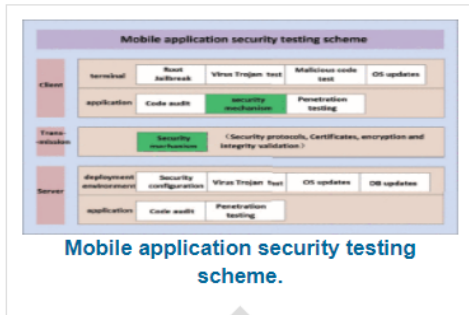 Mobile application security testing scheme
Client
terminal
Root
Jailbreak
Virus Trojan test
Malicious code
test
OS updates
application
Code audit
security
mechanism
Penetration
testing
Trans-
mission
Security
mechanism
(Security protocols, Certificates, encryption and
integrity validation)
Server
deployment
environment
Security
configuration
Virus Trojan Test
OS updates
DB updates
application
Code audit
Penetration
testing
Mobile application security testing
scheme.